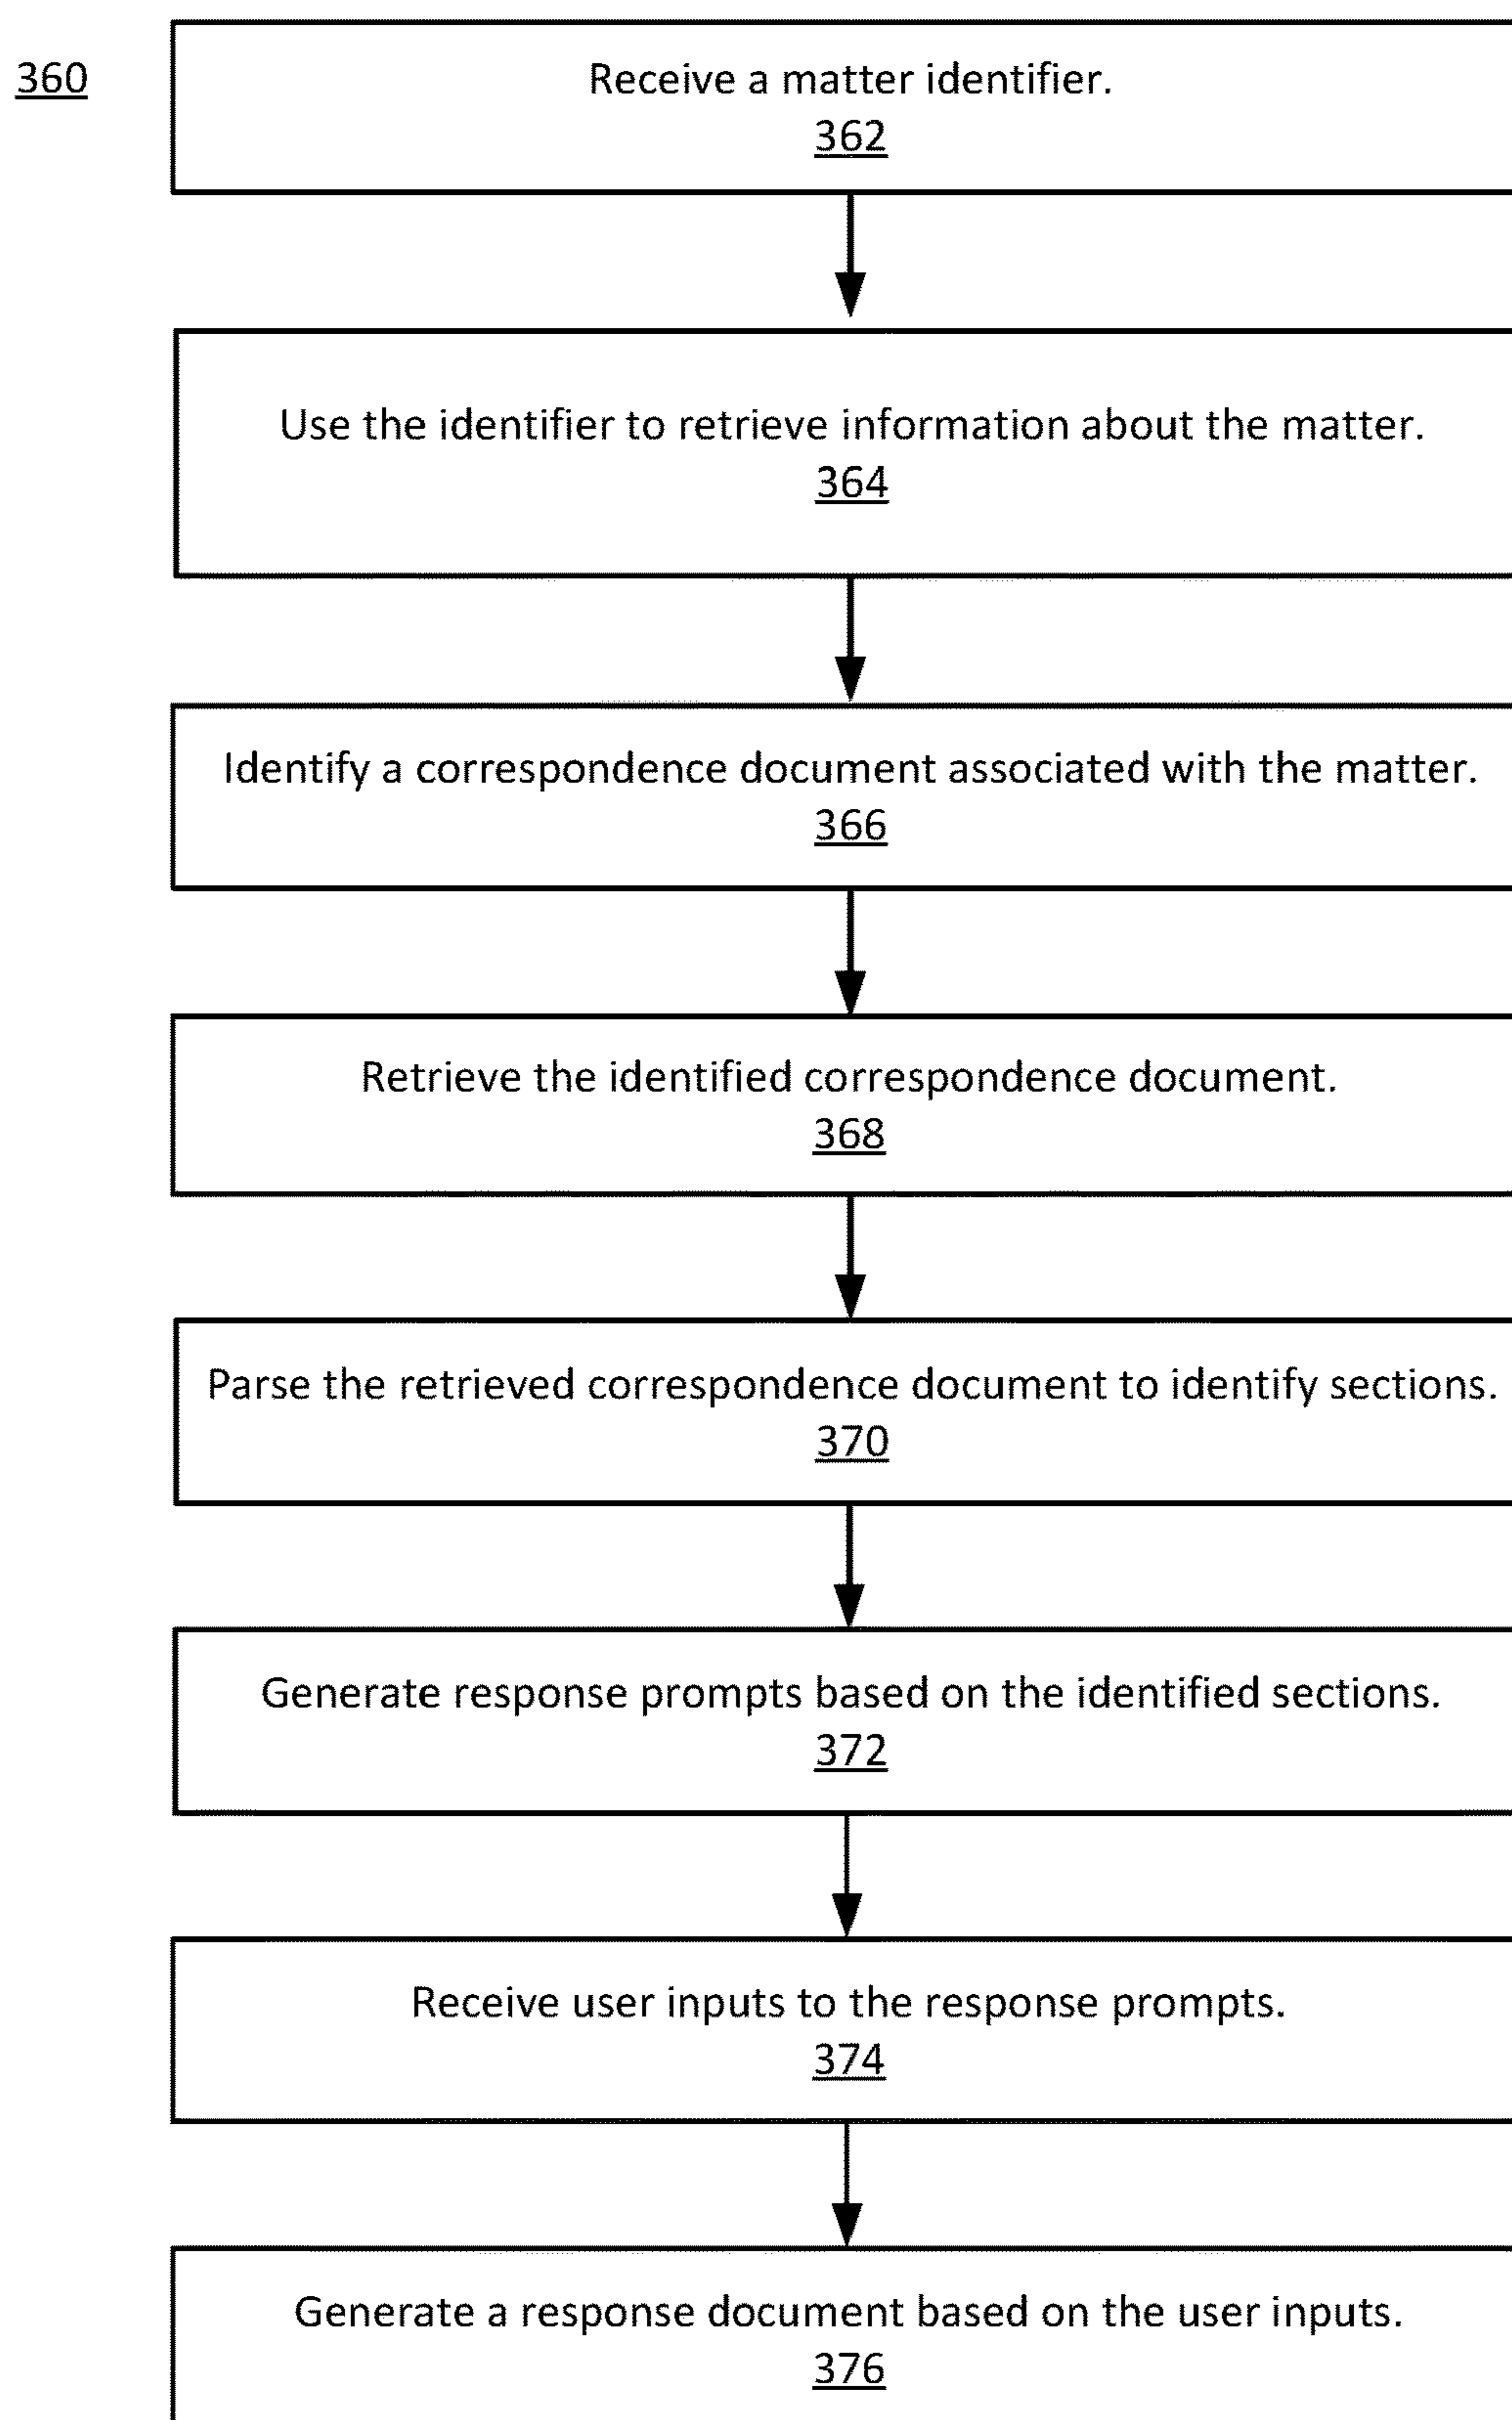 360
Receive a matter identifier.
362
Use the identifier to retrieve information about the matter.
364
Identify a correspondence document associated with the matter.
366
Retrieve the identified correspondence document.
368
Parse the retrieved correspondence document to identify sections.
370
Generate response prompts based on the identified sections.
372
Receive user inputs to the response prompts.
374
Generate a response document based on the user inputs.
376